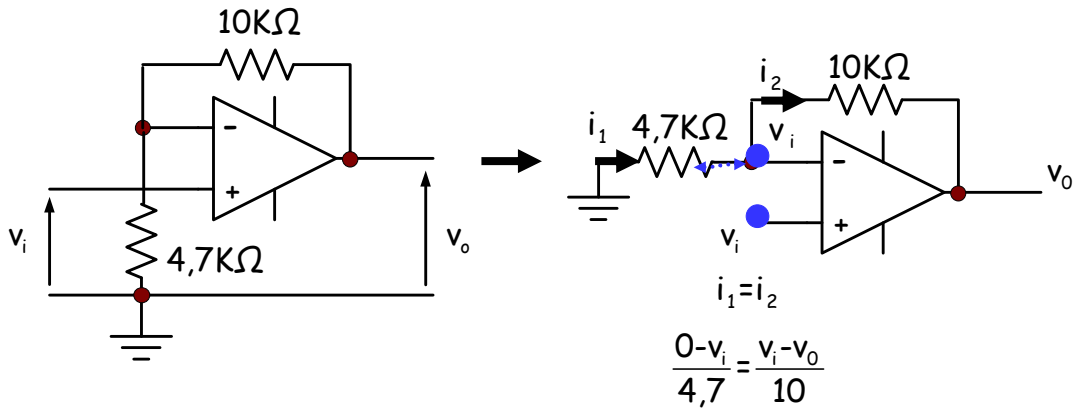 10KΩ
−
+
vᵢ
4,7KΩ
vₒ
i₁
4,7KΩ
i₂
10KΩ
vᵢ
−
+
vᵢ
v₀
i₁=i₂
0-vᵢ / 4,7 = vᵢ-v₀ / 10